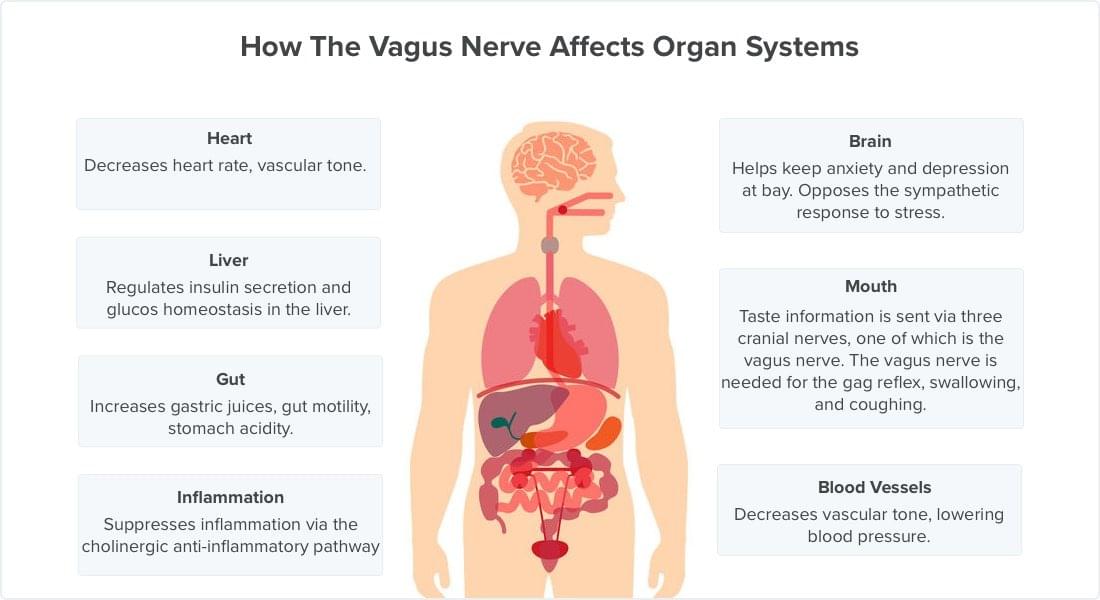 How The Vagus Nerve Affects Organ Systems
Heart
Decreases heart rate, vascular tone.
Liver
Regulates insulin secretion and
glucos homeostasis in the liver.
Gut
Increases gastric juices, gut motility,
stomach acidity.
Inflammation
Suppresses inflammation via the
cholinergic anti-inflammatory pathway
Brain
Helps keep anxiety and depression
at bay. Opposes the sympathetic
response to stress.
Mouth
Taste information is sent via three
cranial nerves, one of which is the
vagus nerve. The vagus nerve is
needed for the gag reflex, swallowing,
and coughing.
Blood Vessels
Decreases vascular tone, lowering
blood pressure.